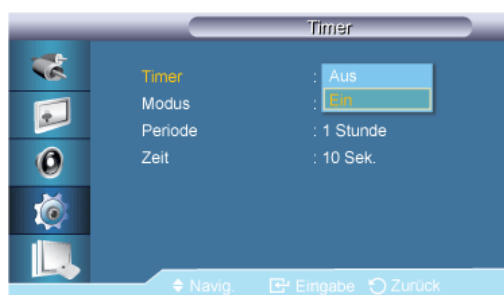 Timer
Timer : Aus
Modus : Ein
Periode : 1 Stunde
Zeit : 10 Sek.
Navig. Eingabe Zurück